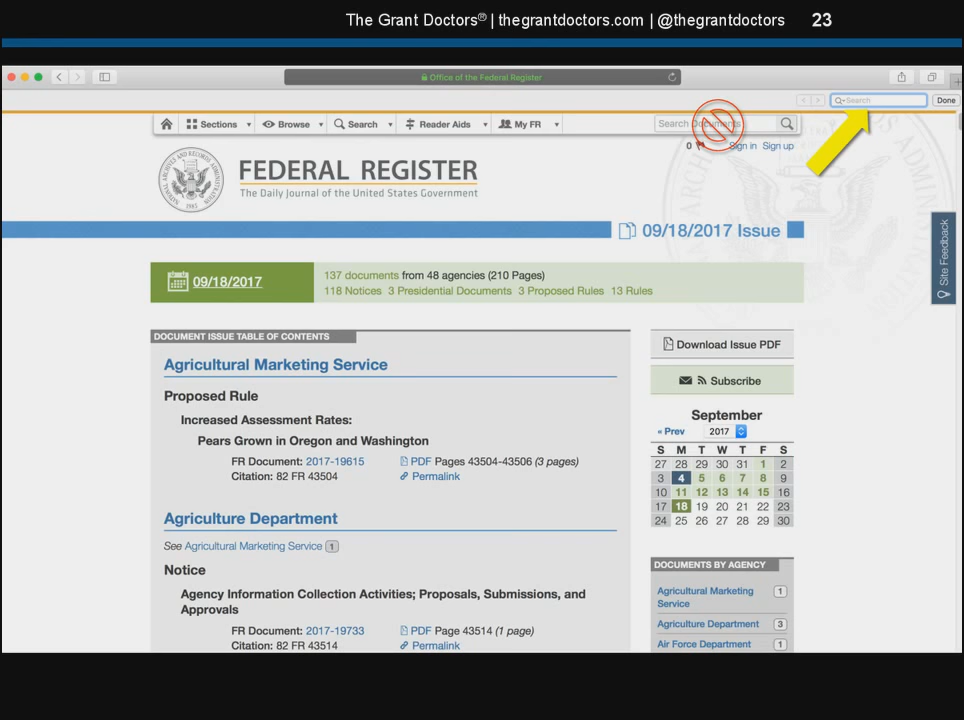 The Grant Doctors® | thegrantdoctors.com | @thegrantdoctors 23
Office of the Federal Register
Search
Done
Sections Browse Search Reader Aids My FR
Search Documents
0 Sign in Sign up
FEDERAL REGISTER
The Daily Journal of the United States Government
09/18/2017 Issue
Site Feedback
09/18/2017
137 documents from 48 agencies (210 Pages)
118 Notices 3 Presidential Documents 3 Proposed Rules 13 Rules
DOCUMENT ISSUE TABLE OF CONTENTS
Agricultural Marketing Service
Proposed Rule
Increased Assessment Rates:
Pears Grown in Oregon and Washington
FR Document: 2017-19615 PDF Pages 43504-43506 (3 pages)
Citation: 82 FR 43504 Permalink
Agriculture Department
See Agricultural Marketing Service 1
Notice
Agency Information Collection Activities; Proposals, Submissions, and
Approvals
FR Document: 2017-19733 PDF Page 43514 (1 page)
Citation: 82 FR 43514 Permalink
Download Issue PDF
Subscribe
September
« Prev 2017
S M T W T F S
27 28 29 30 31 1 2
3 4 5 6 7 8 9
10 11 12 13 14 15 16
17 18 19 20 21 22 23
24 25 26 27 28 29 30
DOCUMENTS BY AGENCY
Agricultural Marketing 1
Service
Agriculture Department 3
Air Force Department 1